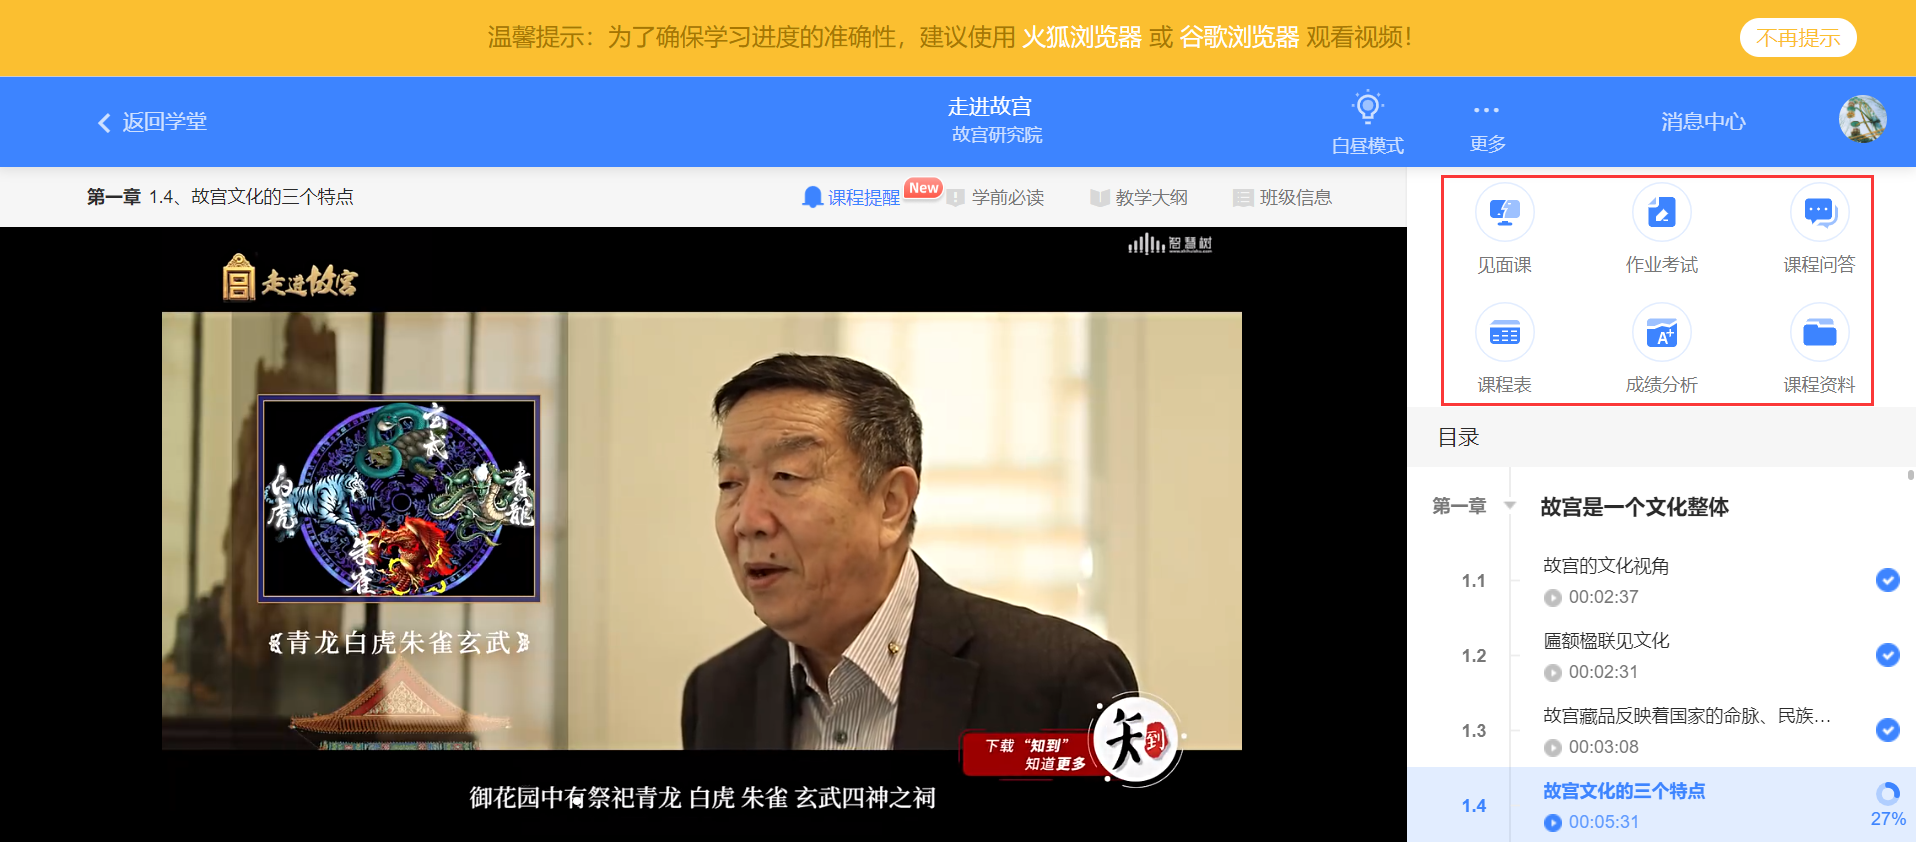 温馨提示：为了确保学习进度的准确性，建议使用 火狐浏览器 或 谷歌浏览器 观看视频！
不再提示
返回学堂
走进故宫
故宫研究院
白昼模式
更多
消息中心
第一章 1.4、故宫文化的三个特点
课程提醒
New
学前必读
教学大纲
班级信息
智慧树
www.zhihuishu.com
走进故宫
玄武
白虎
青龍
朱雀
青龙白虎朱雀玄武
下载“知到”
知道更多
知到
御花园中有祭祀青龙 白虎 朱雀 玄武四神之祠
见面课
作业考试
课程问答
课程表
A+
成绩分析
课程资料
目录
第一章 故宫是一个文化整体
1.1 故宫的文化视角
00:02:37
1.2 匾额楹联见文化
00:02:31
1.3 故宫藏品反映着国家的命脉、民族…
00:03:08
1.4 故宫文化的三个特点
00:05:31
27%